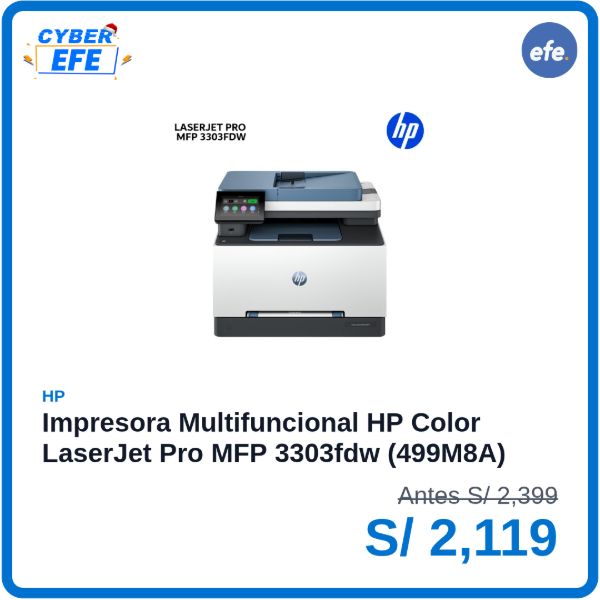 CYBER
EFE
efe.
LASERJET PRO
MFP 3303FDW
hp
hp
HP
Impresora Multifuncional HP Color
LaserJet Pro MFP 3303fdw (499M8A)
Antes S/ 2,399
S/ 2,119